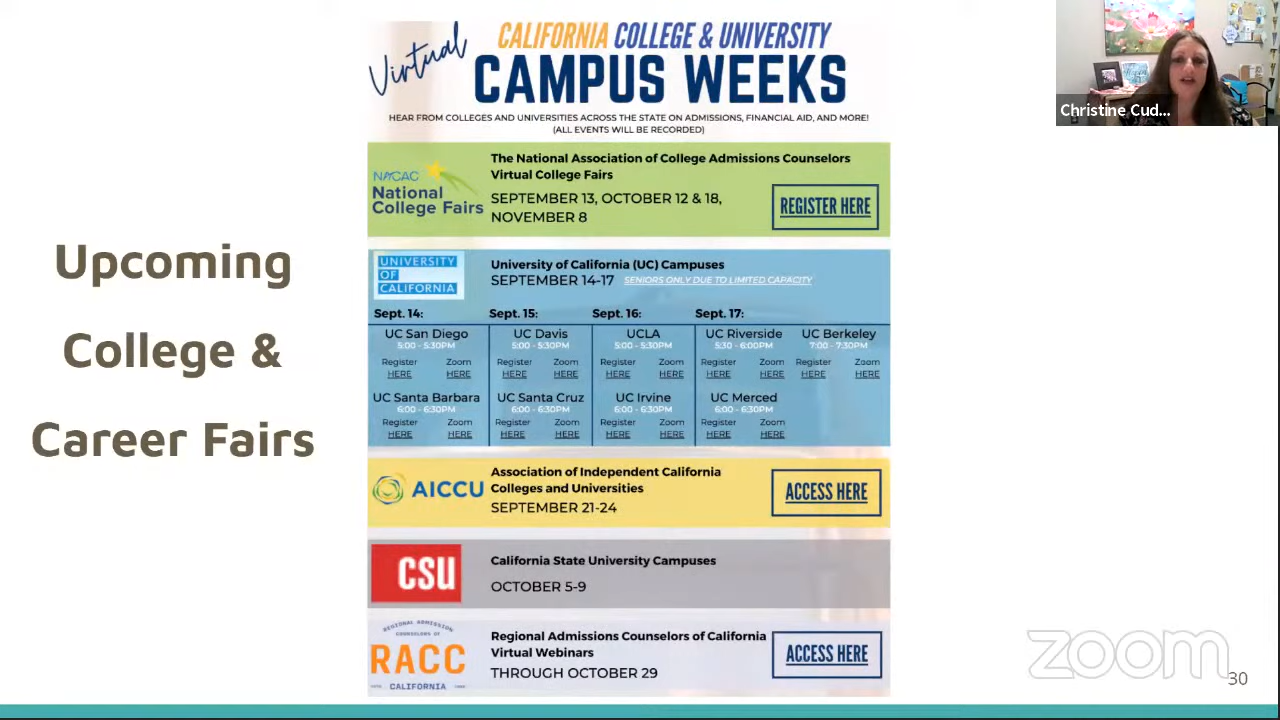 Virtual
CALIFORNIA COLLEGE & UNIVERSITY
CAMPUS WEEKS
HEAR FROM COLLEGES AND UNIVERSITIES ACROSS THE STATE ON ADMISSIONS, FINANCIAL AID, AND MORE!
(ALL EVENTS WILL BE RECORDED)
Christine Cud...
Upcoming
College &
Career Fairs
NACAC
National
College Fairs
The National Association of College Admissions Counselors
Virtual College Fairs
SEPTEMBER 13, OCTOBER 12 & 18,
NOVEMBER 8
REGISTER HERE
UNIVERSITY
OF
CALIFORNIA
University of California (UC) Campuses
SEPTEMBER 14-17 SENIORS ONLY DUE TO LIMITED CAPACITY
Sept. 14: Sept. 15: Sept. 16: Sept. 17:
UC San Diego UC Davis UCLA UC Riverside UC Berkeley
5:00 - 5:30PM 5:00 - 5:30PM 5:00 - 5:30PM 5:30 - 6:00PM 7:00 - 7:30PM
Register Zoom Register Zoom Register Zoom Register Zoom Register Zoom
HERE HERE HERE HERE HERE HERE HERE HERE HERE HERE
UC Santa Barbara UC Santa Cruz UC Irvine UC Merced
6:00 - 6:30PM 6:00 - 6:30PM 6:00 - 6:30PM 6:00 - 6:30PM
Register Zoom Register Zoom Register Zoom Register Zoom
HERE HERE HERE HERE HERE HERE HERE HERE
AICCU
Association of Independent California
Colleges and Universities
SEPTEMBER 21-24
ACCESS HERE
CSU
California State University Campuses
OCTOBER 5-9
REGIONAL ADMISSION
COUNSELORS OF
RACC
CALIFORNIA
Regional Admissions Counselors of California
Virtual Webinars
THROUGH OCTOBER 29
ACCESS HERE
zoom
30